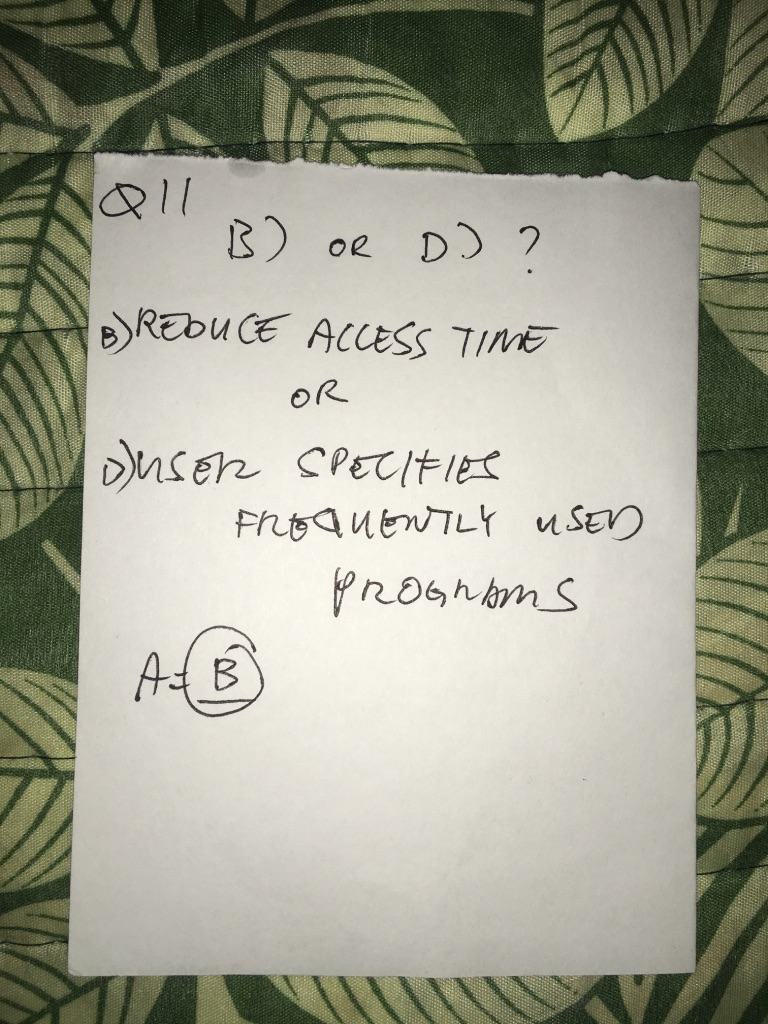 Q11
B) OR D) ?
B) REDUCE ACCESS TIME
OR
D) USER SPECIFIES
FREQUENTLY USED
PROGRAMS
A = B